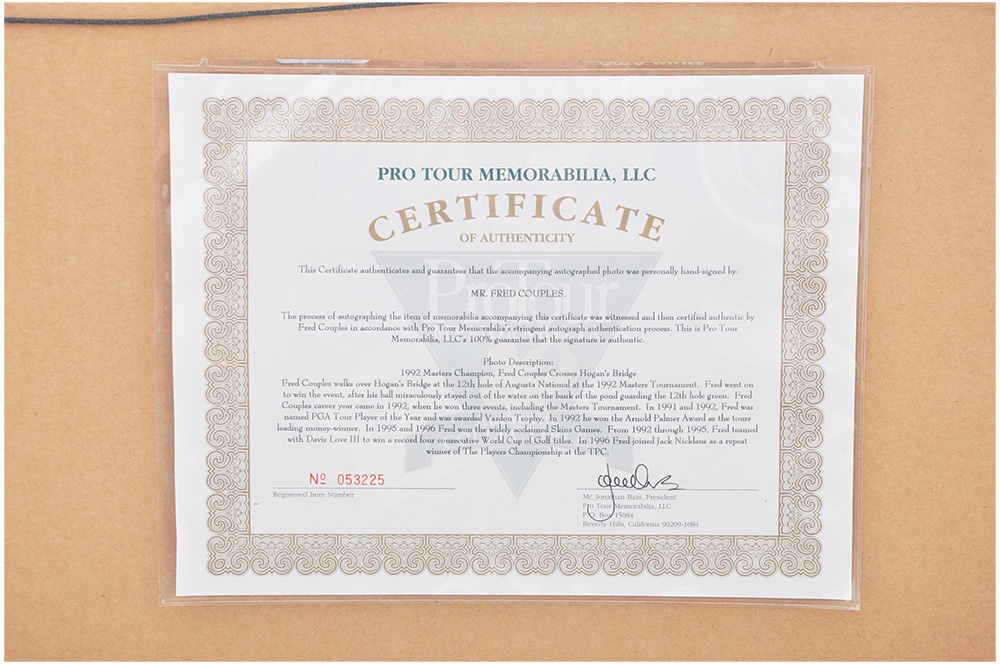 PRO TOUR MEMORABILIA, LLC
CERTIFICATE
OF AUTHENTICITY
ProTour
This Certificate authenticates and guarantees that the accompanying autographed photo was personally hand-signed by:
MR. FRED COUPLES.
The process of autographing the item of memorabilia accompanying this certificate was witnessed and then certified authentic by
Fred Couples in accordance with Pro Tour Memorabilia's stringent autograph authentication process. This is Pro Tour
Memorabilia, LLC's 100% guarantee that the signature is authentic.
Photo Description:
1992 Masters Champion, Fred Couples Crosses Hogan's Bridge
Fred Couples walks over Hogan's Bridge at the 12th hole of Augusta National at the 1992 Masters Tournament. Fred went on
to win the event, after his ball miraculously stayed out of the water on the bank of the pond guarding the 12th hole green. Fred
Couples career year came in 1992, when he won three events, including the Masters Tournament. In 1991 and 1992, Fred was
named PGA Tour Player of the Year and was awarded Vardon Trophy. In 1992 he won the Arnold Palmer Award as the tours
leading money-winner. In 1995 and 1996 Fred won the widely acclaimed Skins Games. From 1992 through 1995, Fred teamed
with Davis Love III to win a record four consecutive World Cup of Golf titles. In 1996 Fred joined Jack Nicklaus as a repeat
winner of The Players Championship at the TPC.
Nº 053225
Registered Item Number
Mr. Jonathan Bass, President
Pro Tour Memorabilia, LLC
P.O. Box 15084
Beverly Hills, California 90209-1084